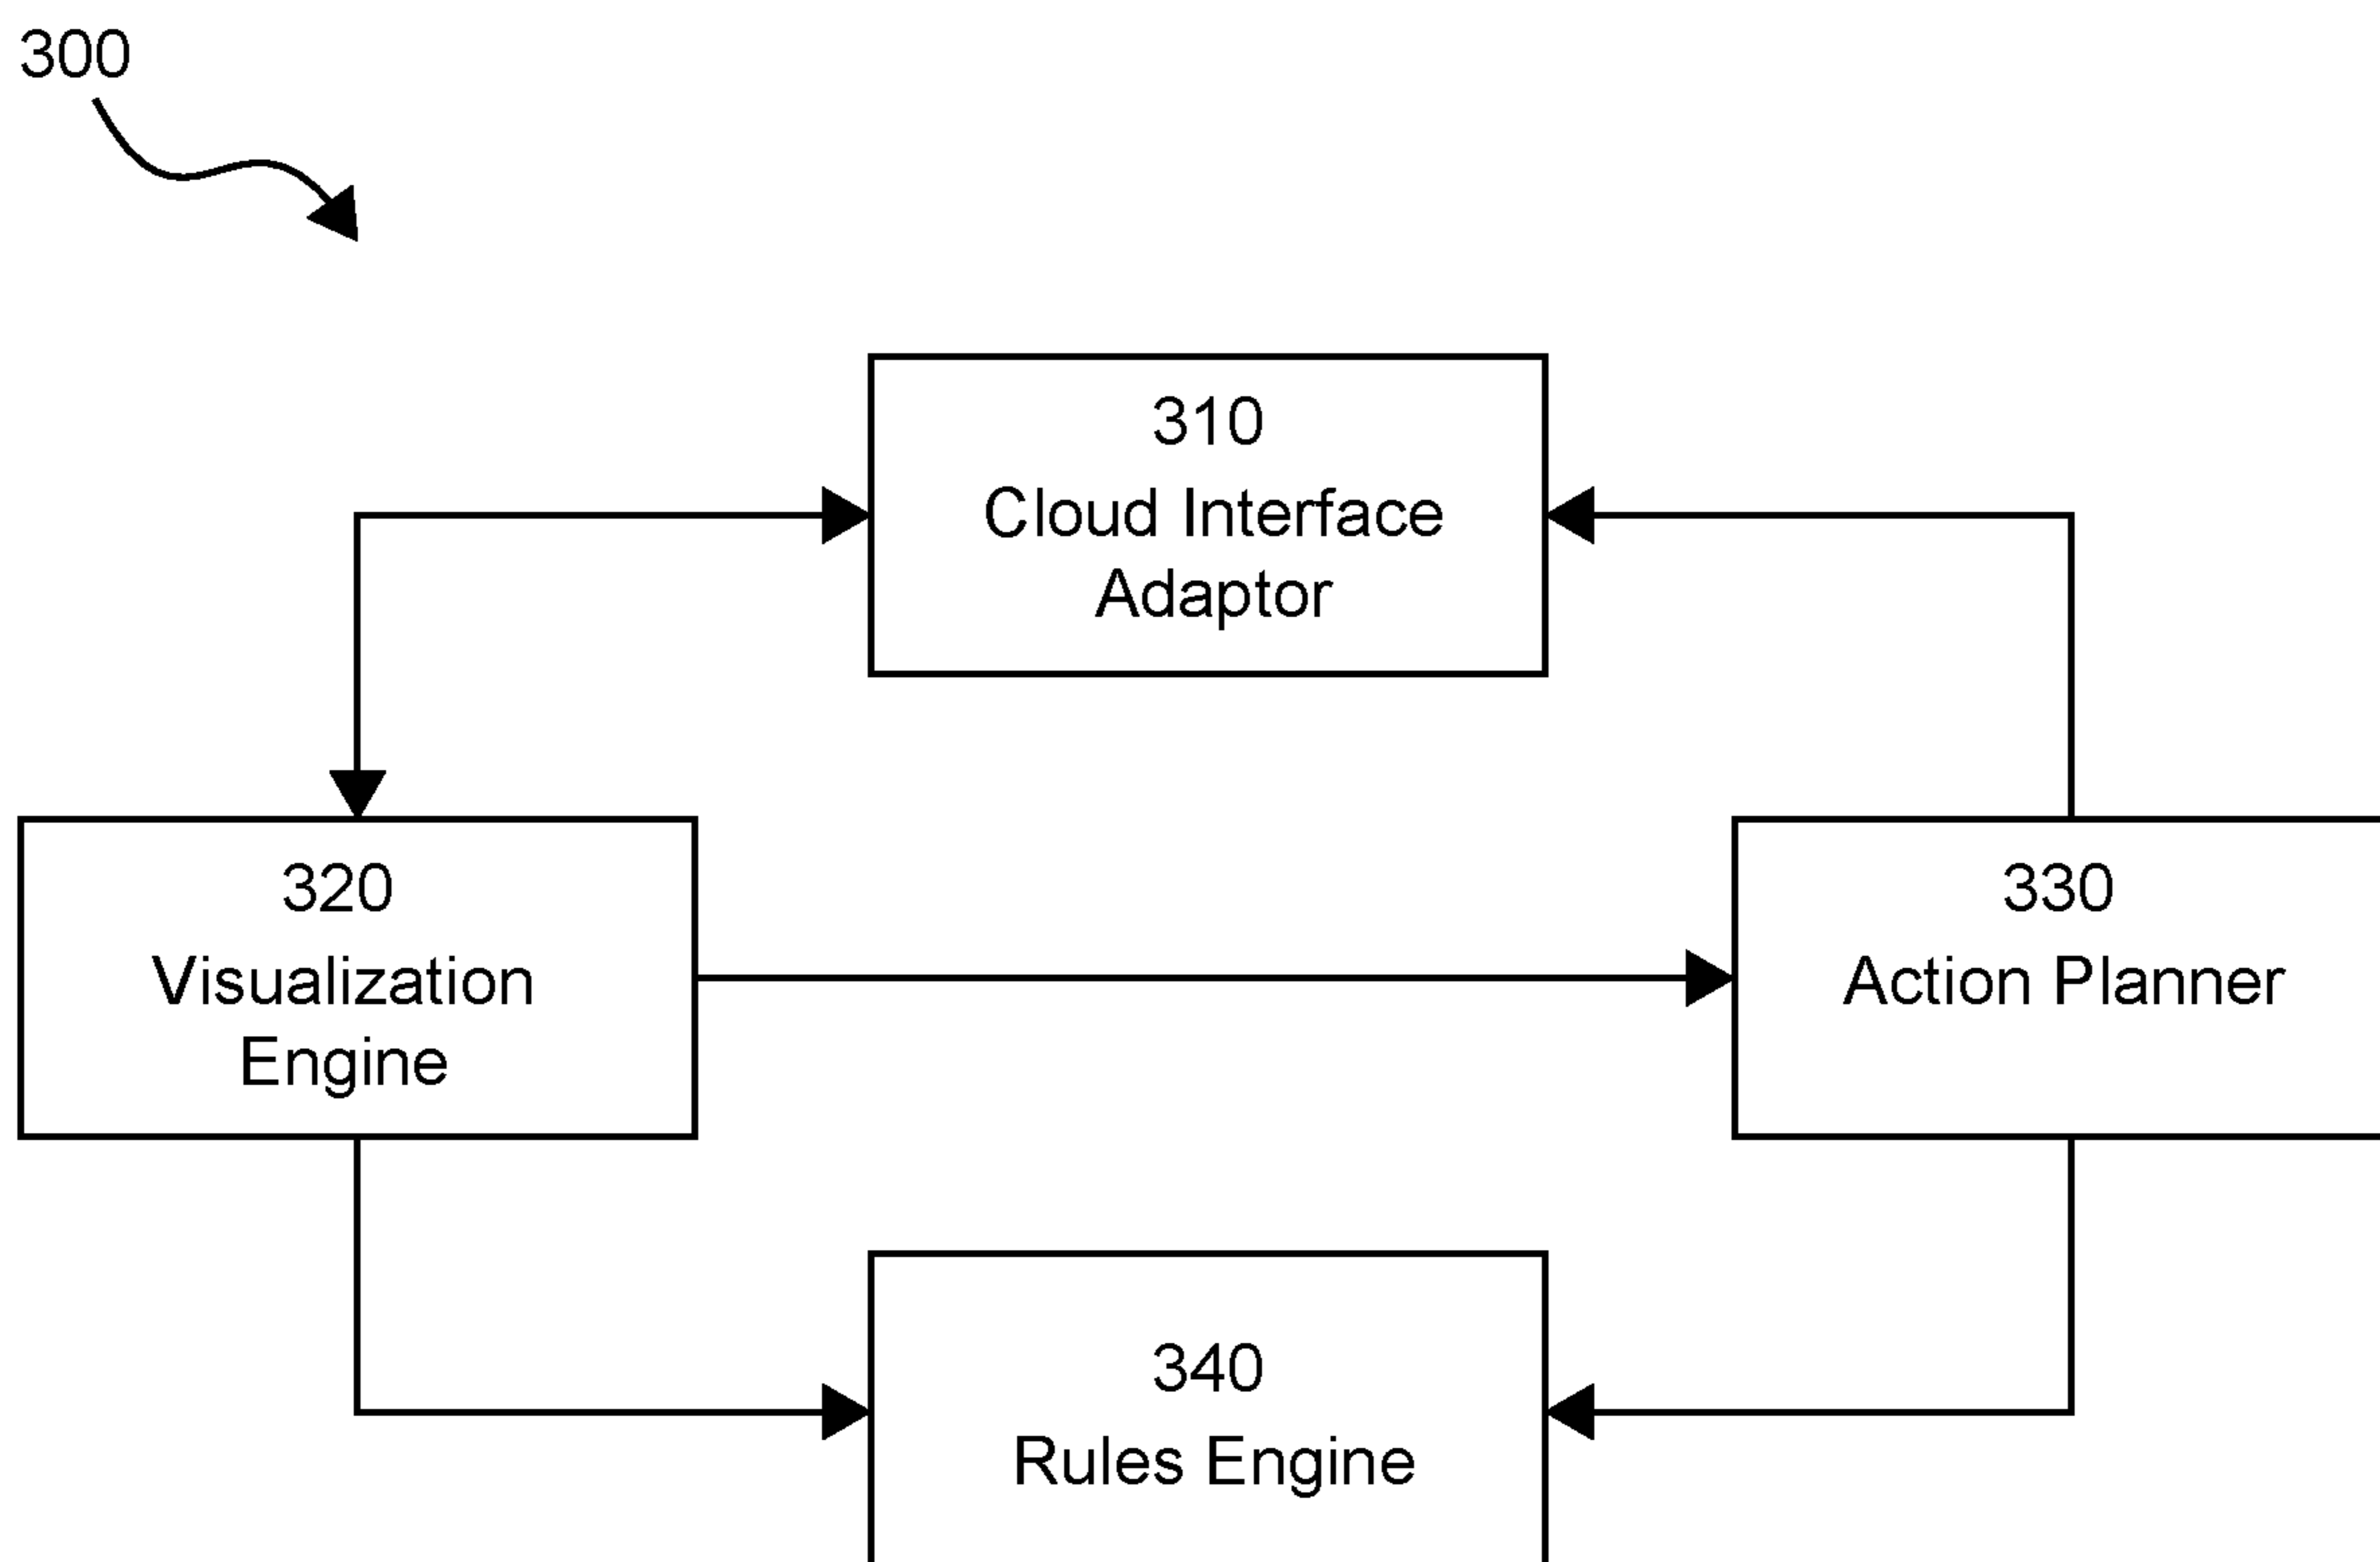 300
310
Cloud Interface
Adaptor
320
Visualization
Engine
330
Action Planner
340
Rules Engine